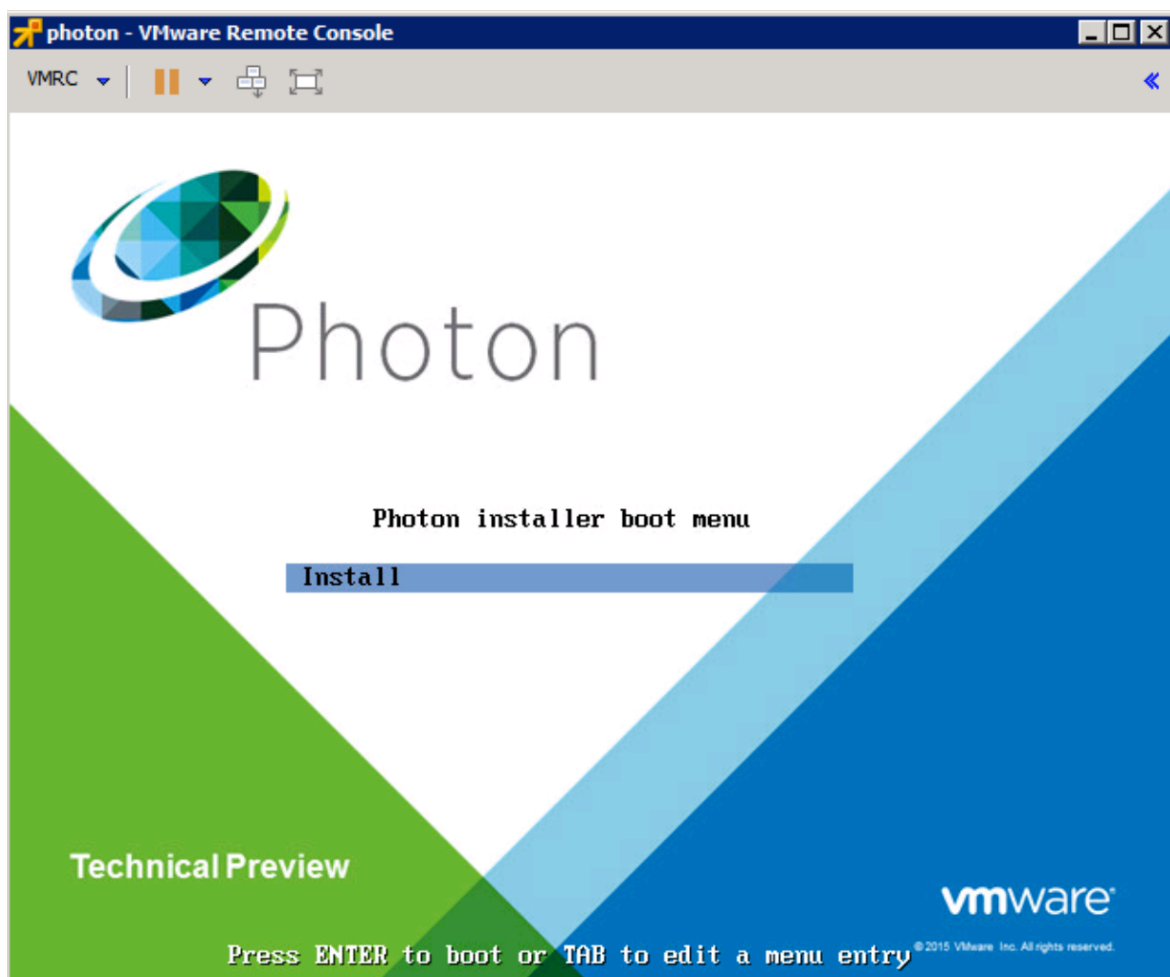 photon - VMware Remote Console
VMRC
Photon
Photon installer boot menu
Install
Technical Preview
vmware®
Press ENTER to boot or TAB to edit a menu entry
©2015 VMware Inc. All rights reserved.